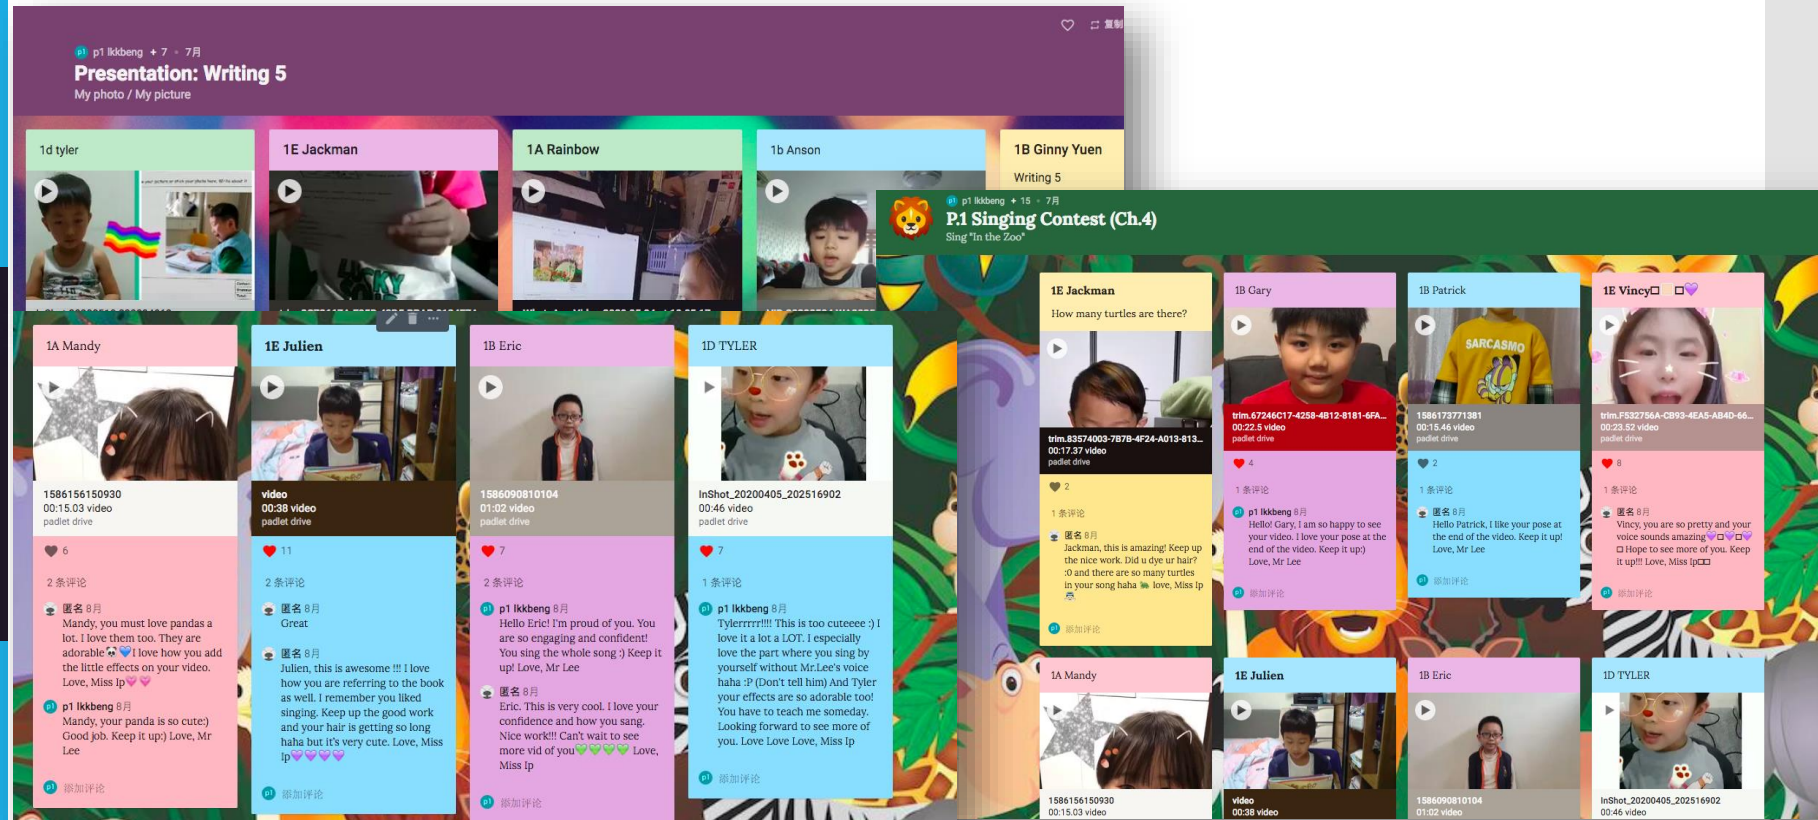 复制
p1 lkkbeng + 7 • 7月
Presentation: Writing 5
My photo / My picture
1d tyler
1E Jackman
1A Rainbow
1b Anson
1B Ginny Yuen
Writing 5
p1 lkkbeng + 15 • 7月
P.1 Singing Contest (Ch.4)
Sing "In the Zoo"
1A Mandy
1586156150930
00:15.03 video
padlet drive
6
2 条评论
匿名 8月
Mandy, you must love pandas a
lot. I love them too. They are
adorable🐼💙I love how you add
the little effects on your video.
Love, Miss Ip💜💜
p1 lkkbeng 8月
Mandy, your panda is so cute:)
Good job. Keep it up:) Love, Mr
Lee
添加评论
1E Julien
video
00:38 video
padlet drive
11
2 条评论
匿名 8月
Great
匿名 8月
Julien, this is awesome !!! I love
how you are referring to the book
as well. I remember you liked
singing. Keep up the good work
and your hair is getting so long
haha but it's very cute. Love, Miss
Ip💜💜💜💜
添加评论
1B Eric
1586090810104
01:02 video
padlet drive
7
2 条评论
p1 lkkbeng 8月
Hello Eric! I'm proud of you. You
are so engaging and confident!
You sing the whole song :) Keep it
up! Love, Mr Lee
匿名 8月
Eric. This is very cool. I love your
confidence and how you sang.
Nice work!!! Can't wait to see
more vid of you💚💚💚💚 Love,
Miss Ip
添加评论
1D TYLER
InShot_20200405_202516902
00:46 video
padlet drive
7
1 条评论
p1 lkkbeng 8月
Tylerrrrr!!!! This is too cuteeee :) I
love it a lot a LOT. I especially
love the part where you sing by
yourself without Mr.Lee's voice
haha :P (Don't tell him) And Tyler
your effects are so adorable too!
You have to teach me someday.
Looking forward to see more of
you. Love Love Love, Miss Ip
添加评论
1E Jackman
How many turtles are there?
trim.83574003-7B7B-4F24-A013-813...
00:17.37 video
padlet drive
2
1 条评论
匿名 8月
Jackman, this is amazing! Keep up
the nice work. Did u dye ur hair?
:0 and there are so many turtles
in your song haha 🐢 love, Miss Ip
添加评论
1B Gary
trim.67246C17-4258-4B12-8181-6FA...
00:22.5 video
padlet drive
4
1 条评论
p1 lkkbeng 8月
Hello! Gary, I am so happy to see
your video. I love your pose at the
end of the video. Keep it up:)
Love, Mr Lee
添加评论
1B Patrick
SARCASMO
1586173771381
00:15.46 video
padlet drive
2
1 条评论
匿名 8月
Hello Patrick, I like your pose at
the end of the video. Keep it up!
Love, Mr Lee
添加评论
1E Vincy□ □💜
trim.F532756A-CB93-4EA5-AB4D-66...
00:23.52 video
padlet drive
8
1 条评论
匿名 8月
Vincy, you are so pretty and your
voice sounds amazing💜□💜□💜
□ Hope to see more of you. Keep
it up!!! Love, Miss Ip□□
添加评论
1A Mandy
1586156150930
00:15.03 video
1E Julien
video
00:38 video
1B Eric
1586090810104
01:02 video
1D TYLER
InShot_20200405_202516902
00:46 video